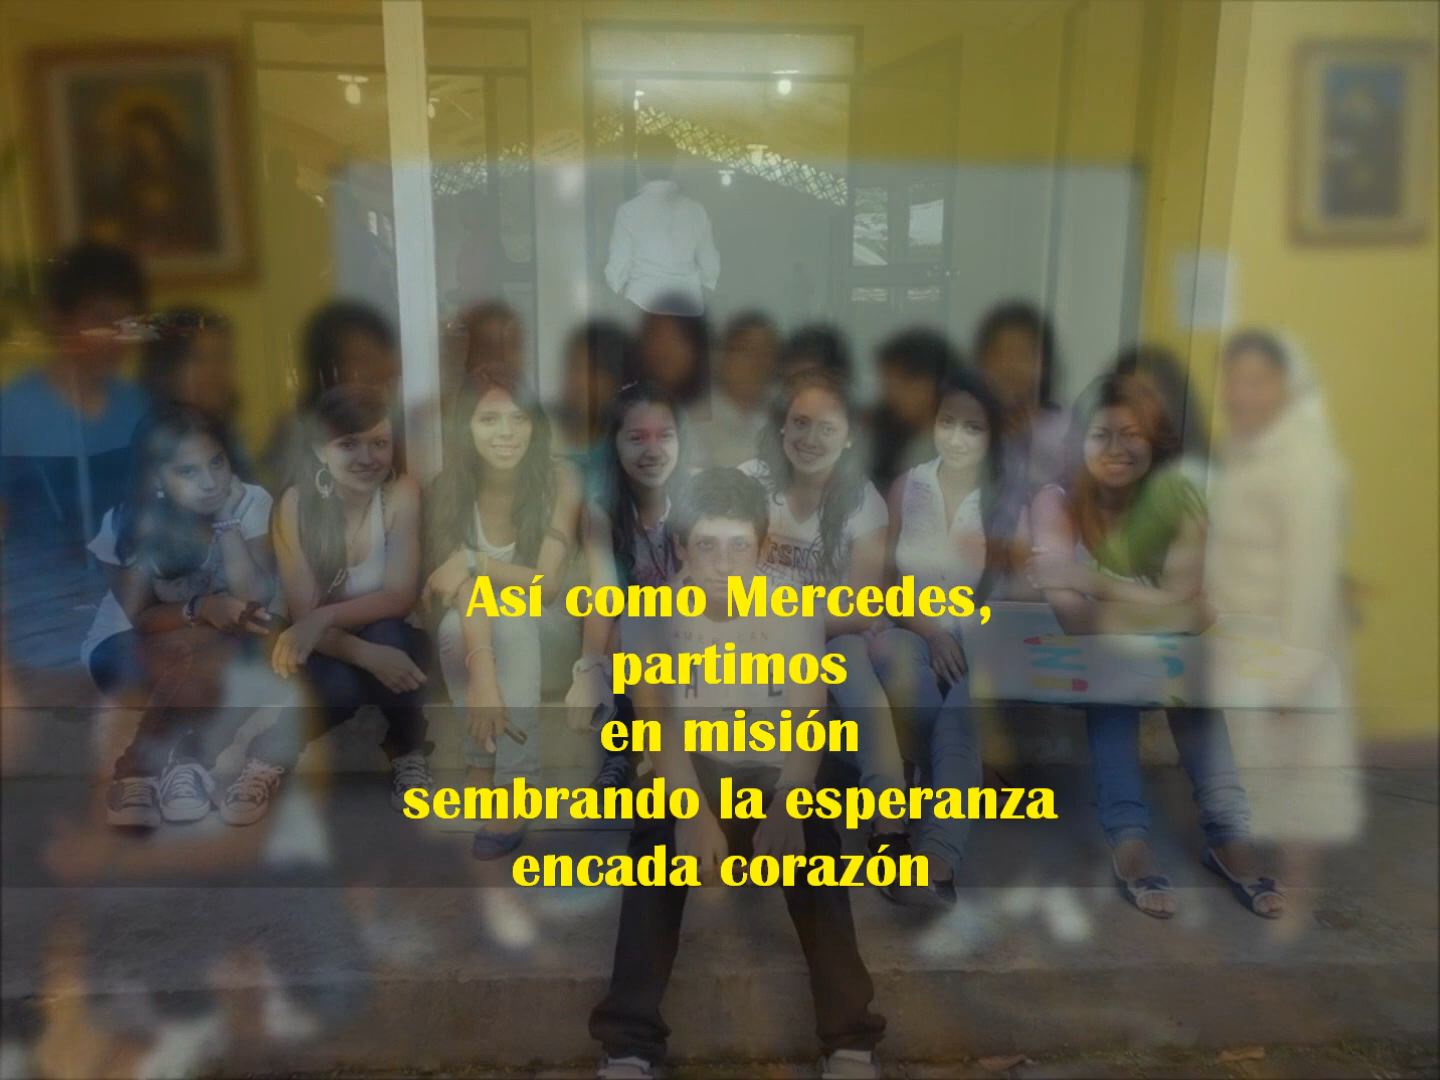 Así como Mercedes,
partimos
en misión
sembrando la esperanza
encada corazón